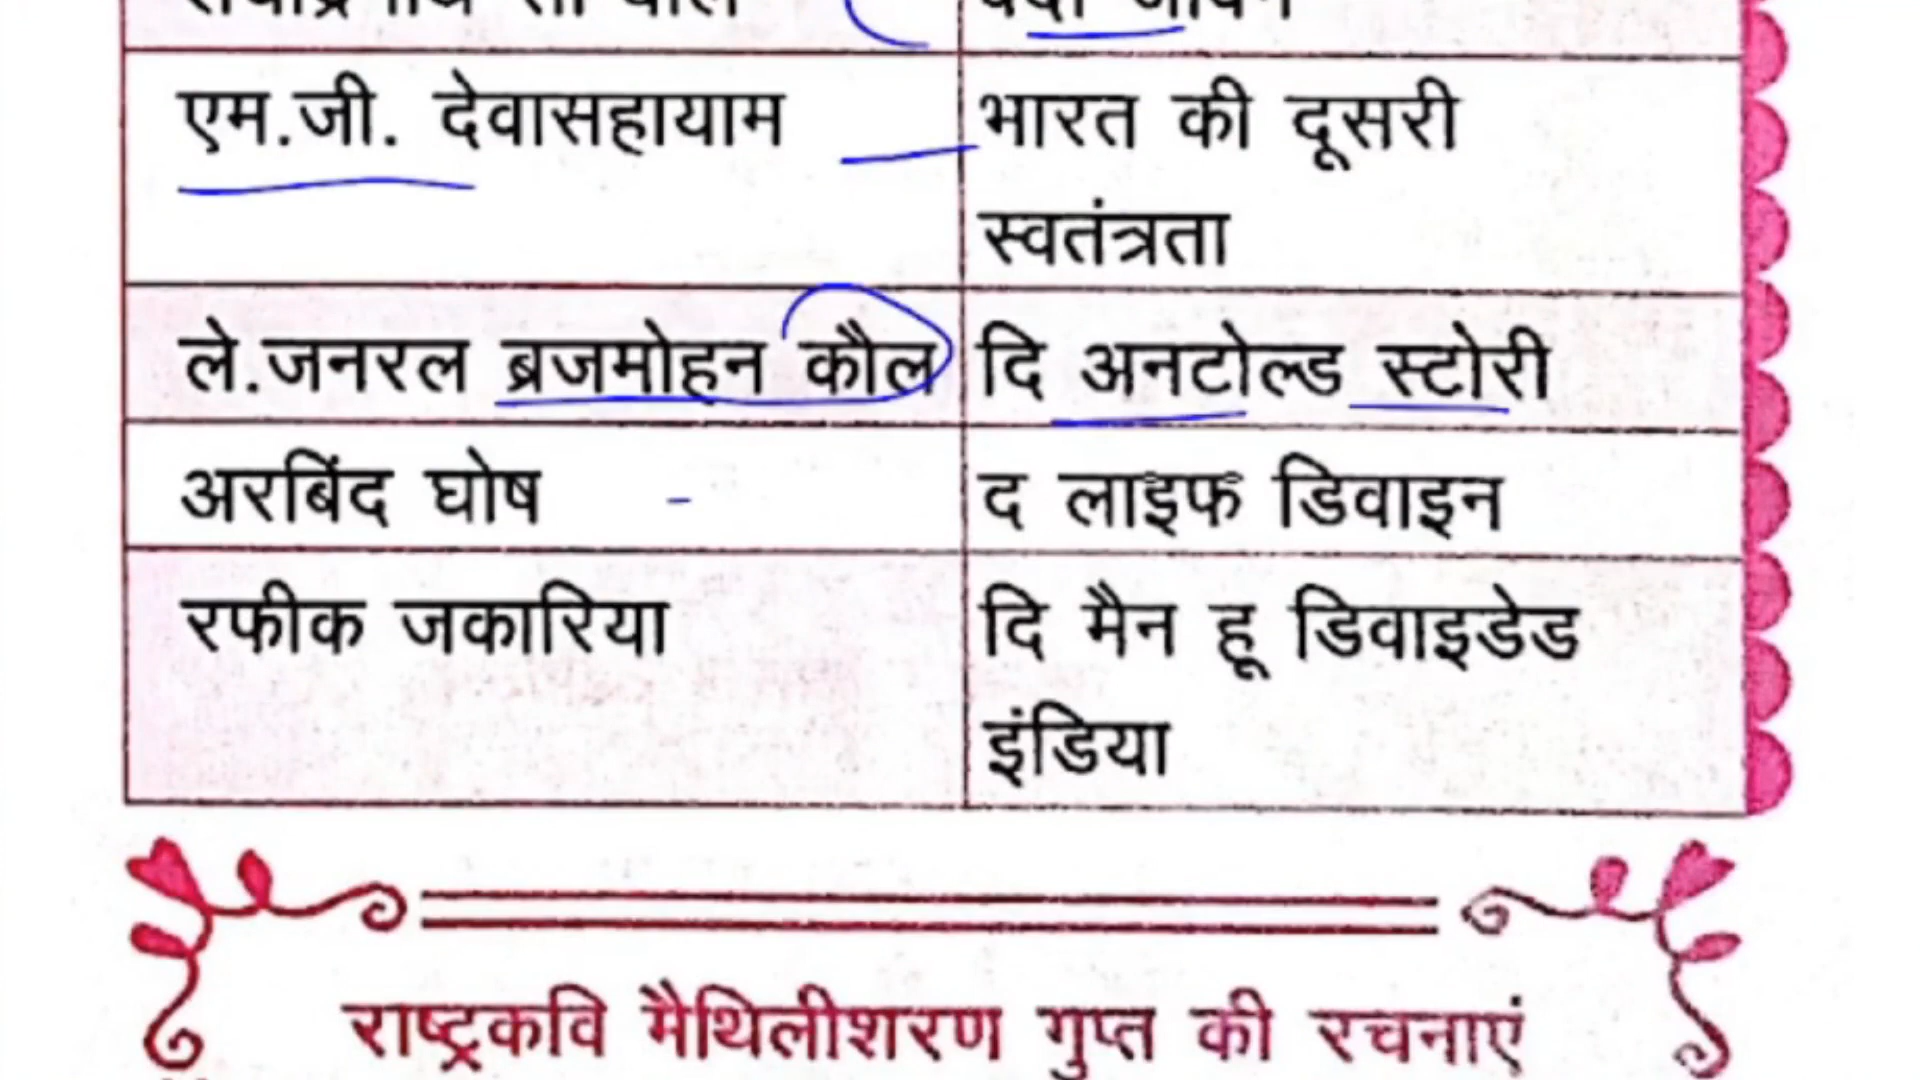 एम.जी. देवासहायाम भारत की दूसरी
स्वतंत्रता
ले.जनरल ब्रजमोहन कौल दि अनटोल्ड स्टोरी
अरबिंद घोष द लाइफ डिवाइन
रफीक जकारिया दि मैन हू डिवाइडेड
इंडिया
राष्ट्रकवि मैथिलीशरण गुप्त की रचनाएं